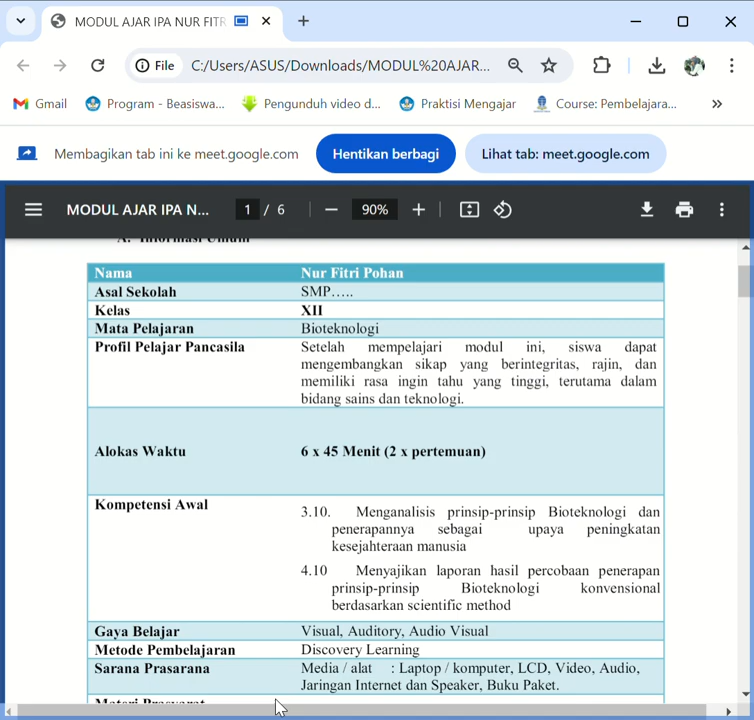 MODUL AJAR IPA NUR FITR
File
C:/Users/ASUS/Downloads/MODUL%20AJAR...
Gmail
Program - Beasiswa...
Pengunduh video d...
Praktisi Mengajar
Course: Pembelajara...
Membagikan tab ini ke meet.google.com
Hentikan berbagi
Lihat tab: meet.google.com
MODUL AJAR IPA N...
1 / 6
90%
A. Informasi Umum
Nama Nur Fitri Pohan
Asal Sekolah SMP…..
Kelas XII
Mata Pelajaran Bioteknologi
Profil Pelajar Pancasila Setelah mempelajari modul ini, siswa dapat
mengembangkan sikap yang berintegritas, rajin, dan
memiliki rasa ingin tahu yang tinggi, terutama dalam
bidang sains dan teknologi.
Alokas Waktu 6 x 45 Menit (2 x pertemuan)
Kompetensi Awal
3.10. Menganalisis prinsip-prinsip Bioteknologi dan
penerapannya sebagai upaya peningkatan
kesejahteraan manusia
4.10 Menyajikan laporan hasil percobaan penerapan
prinsip-prinsip Bioteknologi konvensional
berdasarkan scientific method
Gaya Belajar Visual, Auditory, Audio Visual
Metode Pembelajaran Discovery Learning
Sarana Prasarana Media / alat : Laptop / komputer, LCD, Video, Audio,
Jaringan Internet dan Speaker, Buku Paket.
Materi Prasyarat